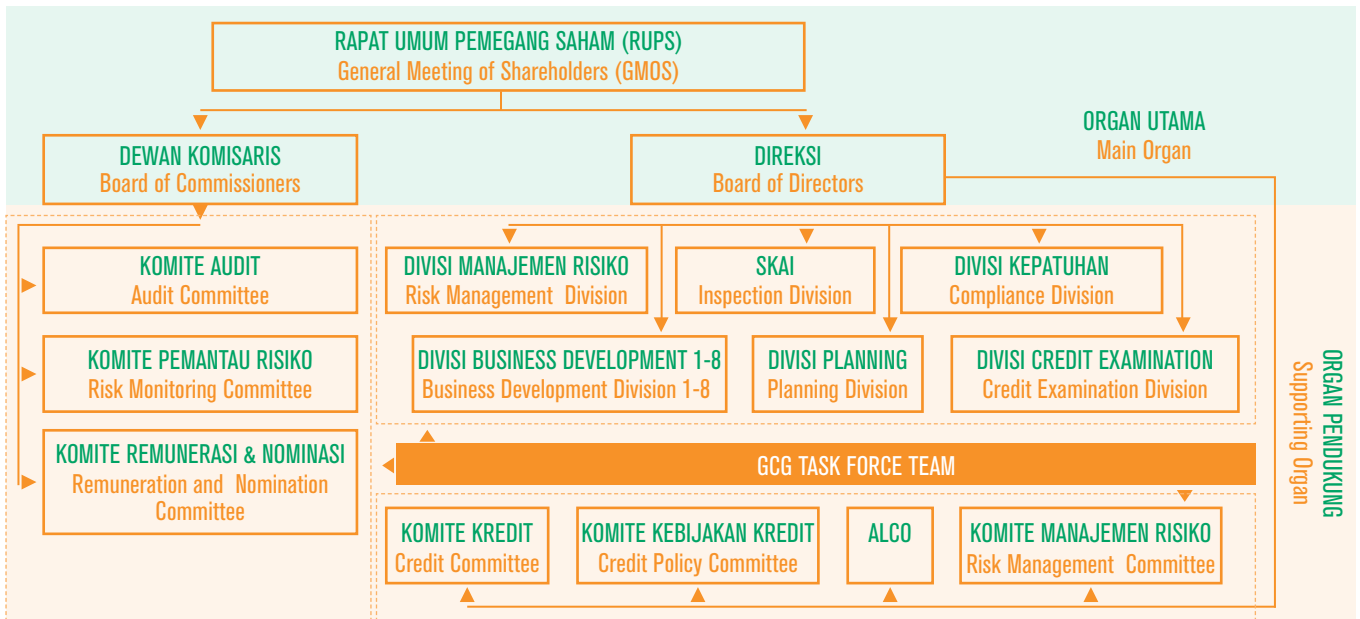 RAPAT UMUM PEMEGANG SAHAM (RUPS)
General Meeting of Shareholders (GMOS)
ORGAN UTAMA
Main Organ
DEWAN KOMISARIS
Board of Commissioners
DIREKSI
Board of Directors
KOMITE AUDIT
Audit Committee
KOMITE PEMANTAU RISIKO
Risk Monitoring Committee
KOMITE REMUNERASI & NOMINASI
Remuneration and Nomination
Committee
DIVISI MANAJEMEN RISIKO
Risk Management Division
SKAI
Inspection Division
DIVISI KEPATUHAN
Compliance Division
DIVISI BUSINESS DEVELOPMENT 1-8
Business Development Division 1-8
DIVISI PLANNING
Planning Division
DIVISI CREDIT EXAMINATION
Credit Examination Division
GCG TASK FORCE TEAM
KOMITE KREDIT
Credit Committee
KOMITE KEBIJAKAN KREDIT
Credit Policy Committee
ALCO
KOMITE MANAJEMEN RISIKO
Risk Management Committee
ORGAN PENDUKUNG
Supporting Organ